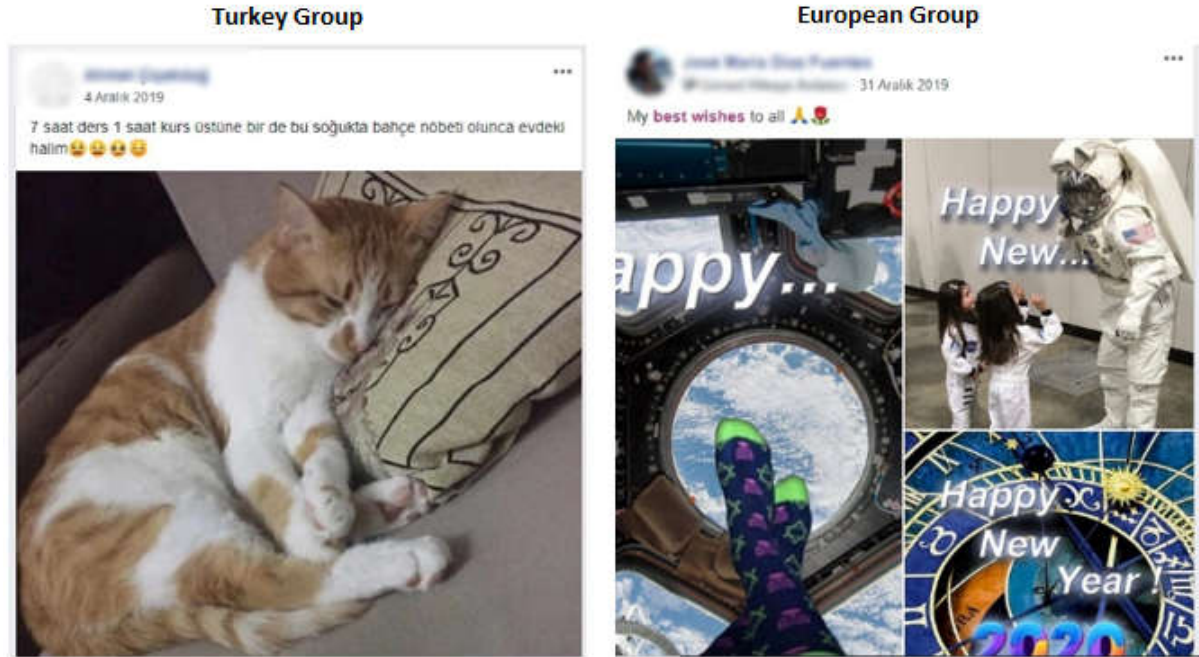 Turkey Group
4 Aralık 2019
7 saat ders 1 saat kurs üstüne bir de bu soğukta bahçe nöbeti olunca evdeki
halim
European Group
31 Aralık 2019
My best wishes to all
appy...
Happy
New...
Happy
New
Year !
2020